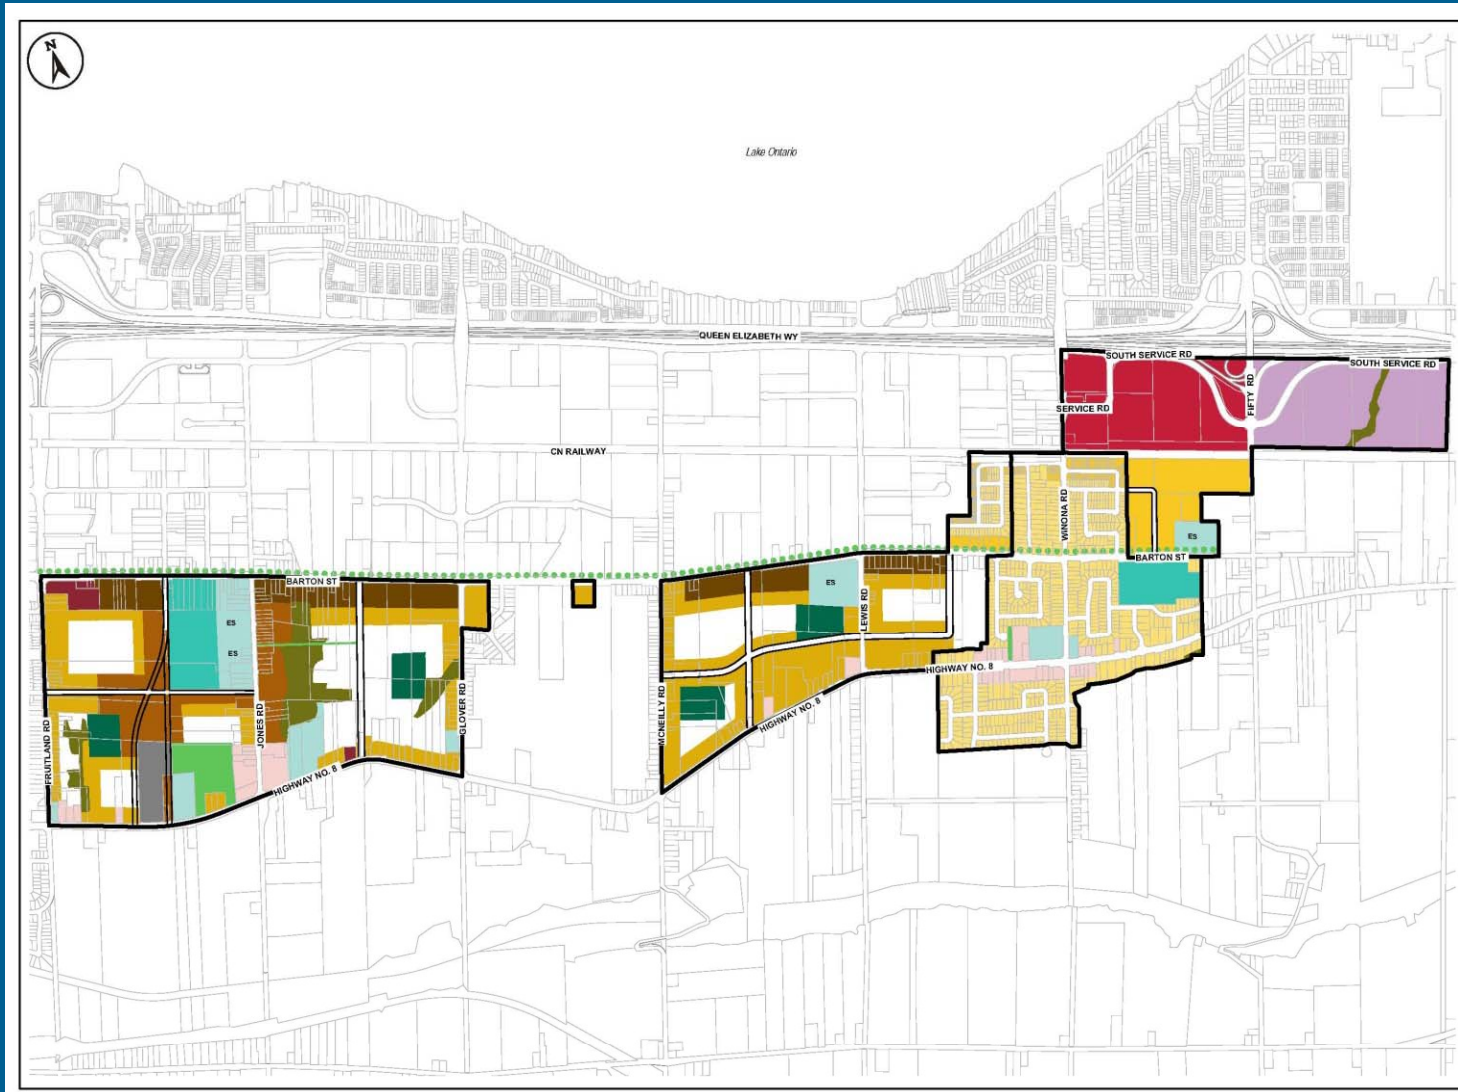 N
Lake Ontario
QUEEN ELIZABETH WY
SOUTH SERVICE RD
SOUTH SERVICE RD
FIFTY RD
SERVICE RD
CN RAILWAY
WINONA RD
ES
BARTON ST
BARTON ST
ES
LEWIS RD
ES
ES
HIGHWAY NO. 8
FRUITLAND RD
JONES RD
GLOVER RD
MCNEILLY RD
HIGHWAY NO. 8
HIGHWAY NO. 8